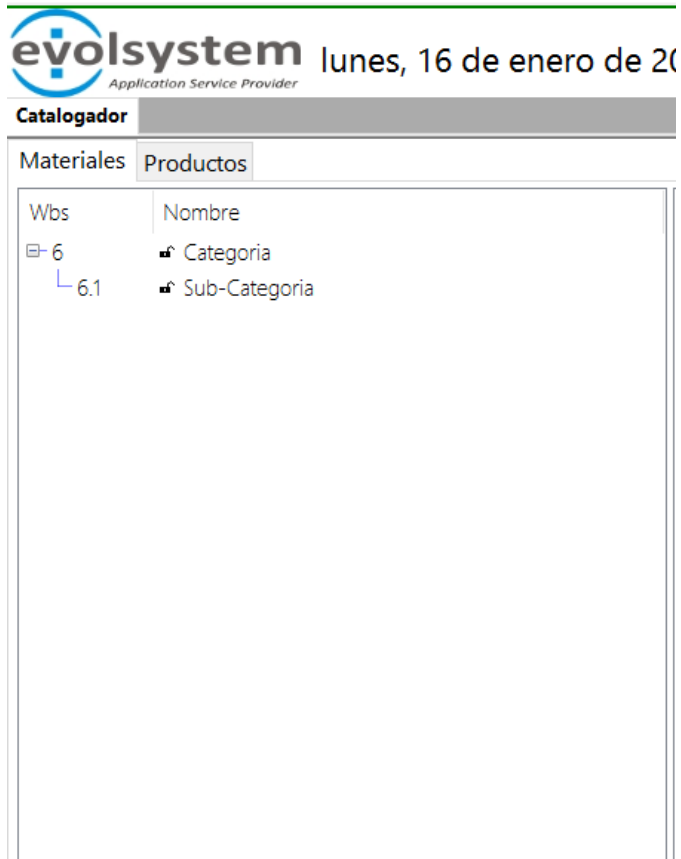 evolsystem
Application Service Provider
lunes, 16 de enero de 20
Catalogador
Materiales Productos
Wbs Nombre
6 Categoria
6.1 Sub-Categoria